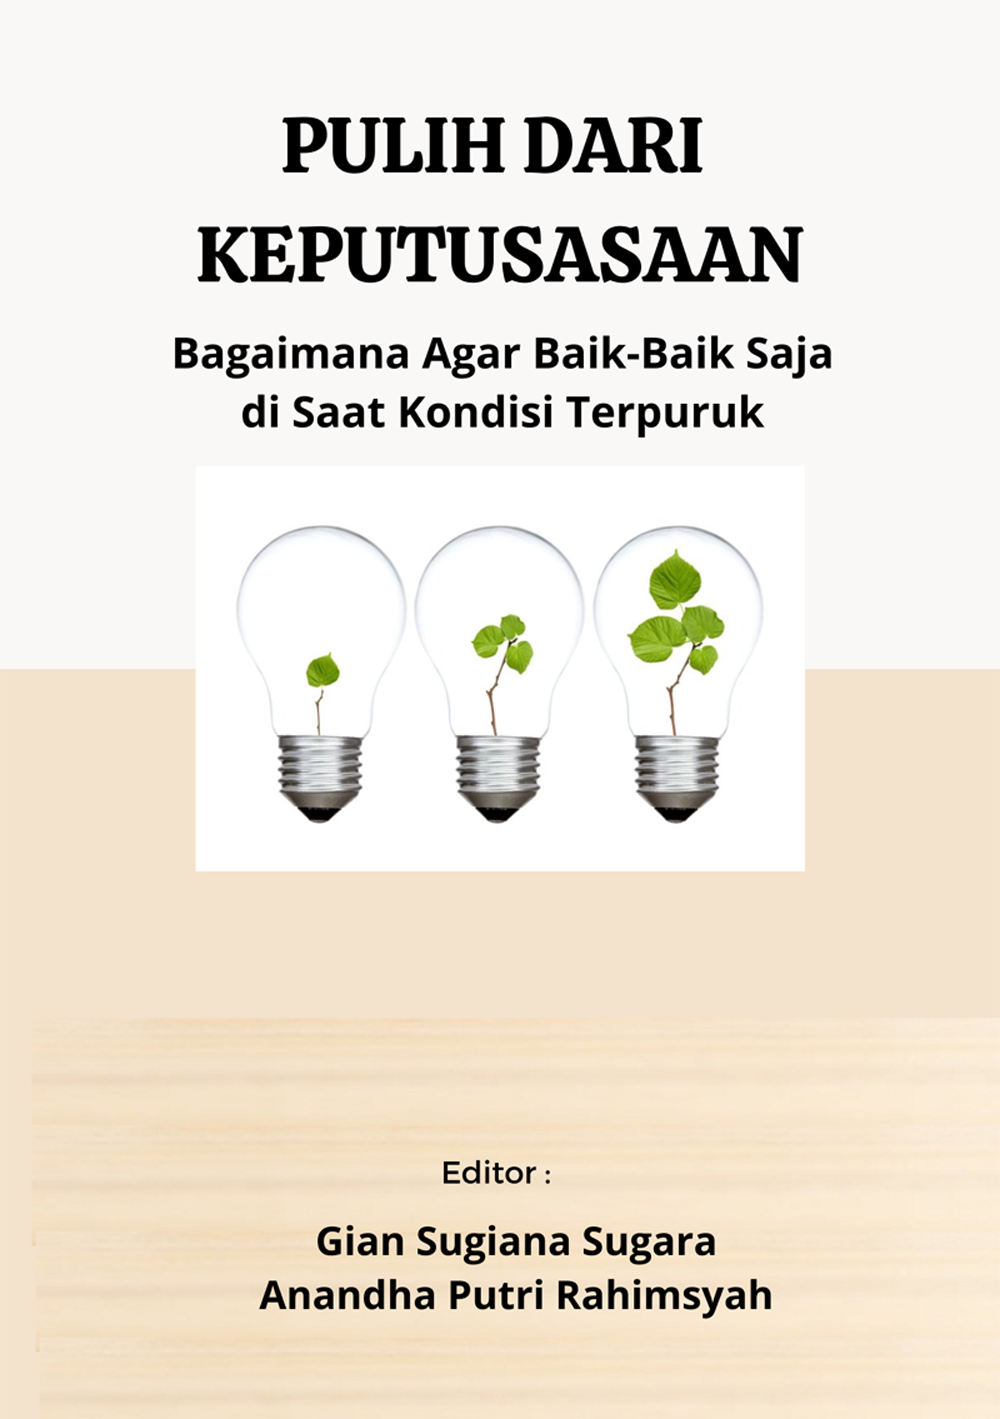 PULIH DARI
KEPUTUSASAAN
Bagaimana Agar Baik-Baik Saja
di Saat Kondisi Terpuruk
Editor :
Gian Sugiana Sugara
Anandha Putri Rahimsyah